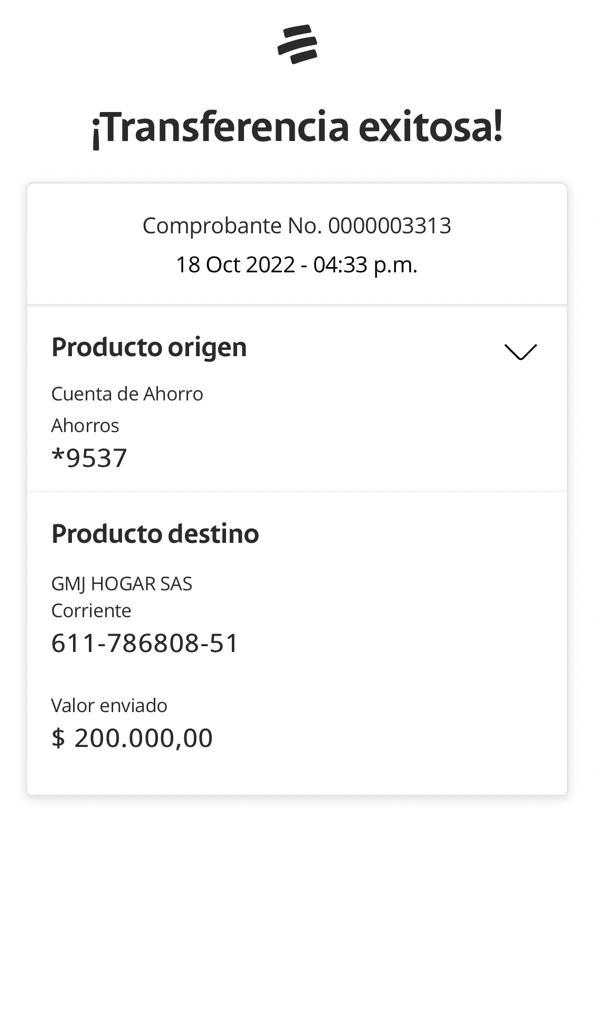 ¡Transferencia exitosa!
Comprobante No. 0000003313
18 Oct 2022 - 04:33 p.m.
Producto origen
Cuenta de Ahorro
Ahorros
*9537
Producto destino
GMJ HOGAR SAS
Corriente
611-786808-51
Valor enviado
$ 200.000,00